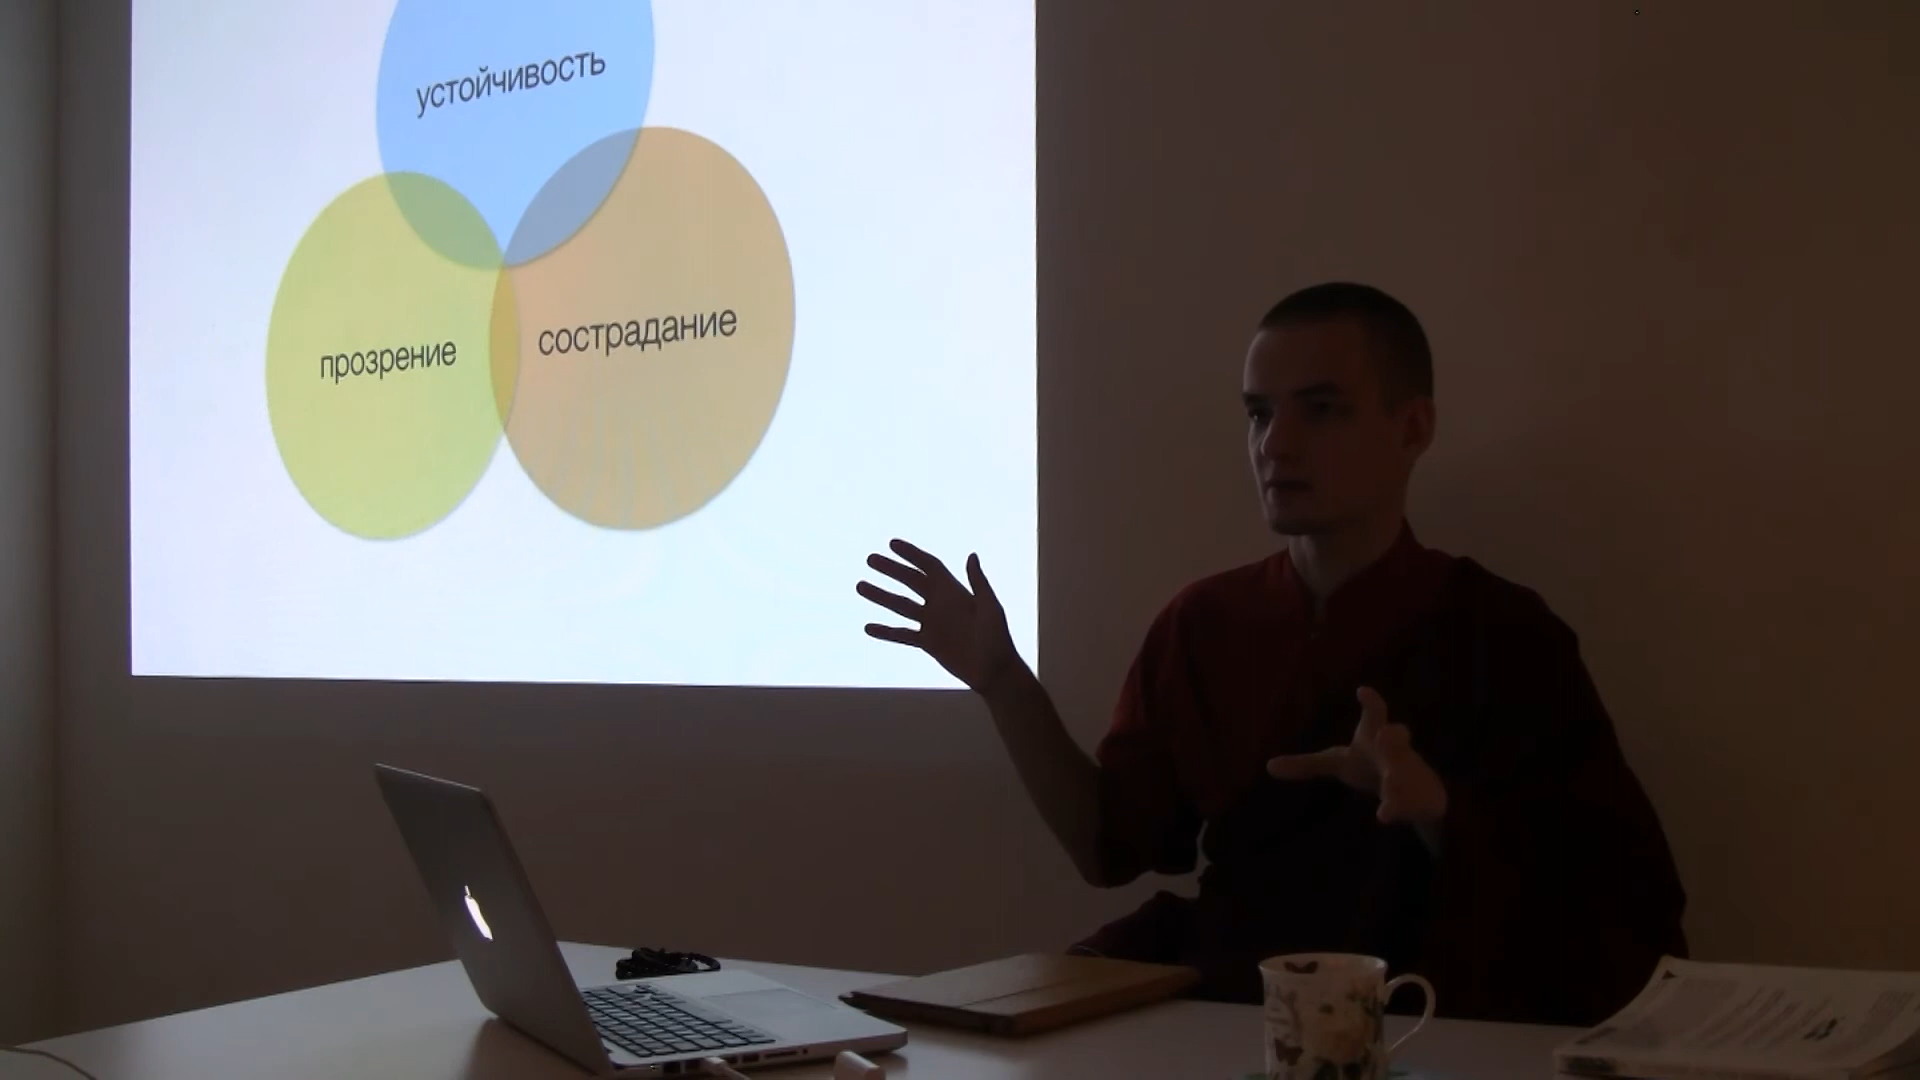 устойчивость
прозрение
сострадание